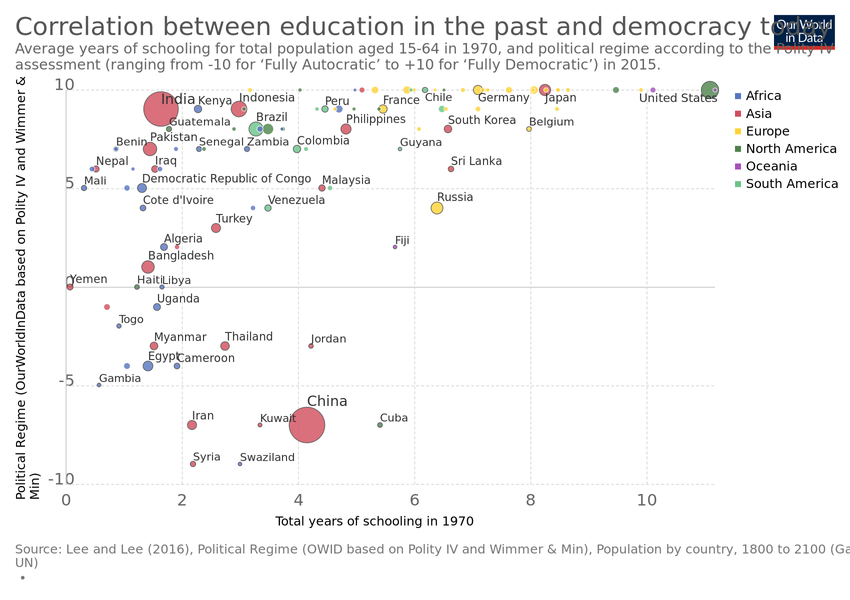 Correlation between education in the past and democracy today
Our World
in Data
Average years of schooling for total population aged 15-64 in 1970, and political regime according to the Polity IV
assessment (ranging from -10 for ‘Fully Autocratic’ to +10 for ‘Fully Democratic’) in 2015.
Political Regime (OurWorldInData based on Polity IV and Wimmer &
Min)
10
5
0
-5
-10
India
Kenya
Indonesia
Peru
France
Chile
Germany
Japan
United States
Guatemala
Brazil
Philippines
South Korea
Belgium
Benin
Pakistan
Senegal
Zambia
Colombia
Guyana
Nepal
Iraq
Sri Lanka
Mali
Democratic Republic of Congo
Malaysia
Cote d'Ivoire
Venezuela
Russia
Turkey
Algeria
Fiji
Bangladesh
Yemen
Haiti
Libya
Uganda
Togo
Myanmar
Thailand
Jordan
Egypt
Cameroon
Gambia
China
Iran
Kuwait
Cuba
Syria
Swaziland
0 2 4 6 8 10
Total years of schooling in 1970
Africa
Asia
Europe
North America
Oceania
South America
Source: Lee and Lee (2016), Political Regime (OWID based on Polity IV and Wimmer & Min), Population by country, 1800 to 2100 (Ga
UN)
•